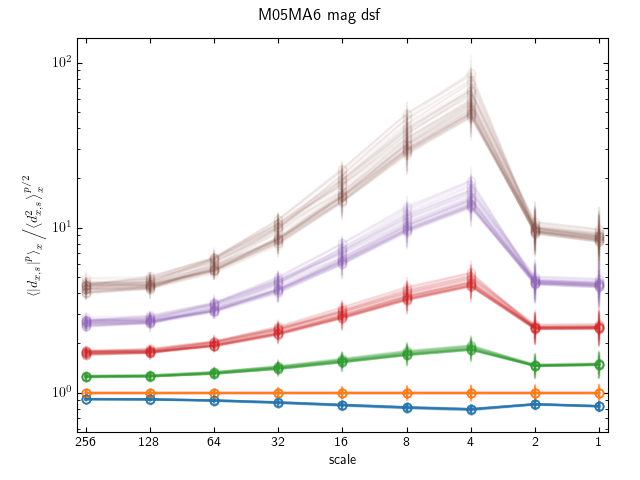 M05MA6 mag dsf
10²
10¹
10⁰
⟨|d_{x,s}|^p⟩_x / ⟨d²_{x,s}⟩_x^{p/2}
256 128 64 32 16 8 4 2 1
scale